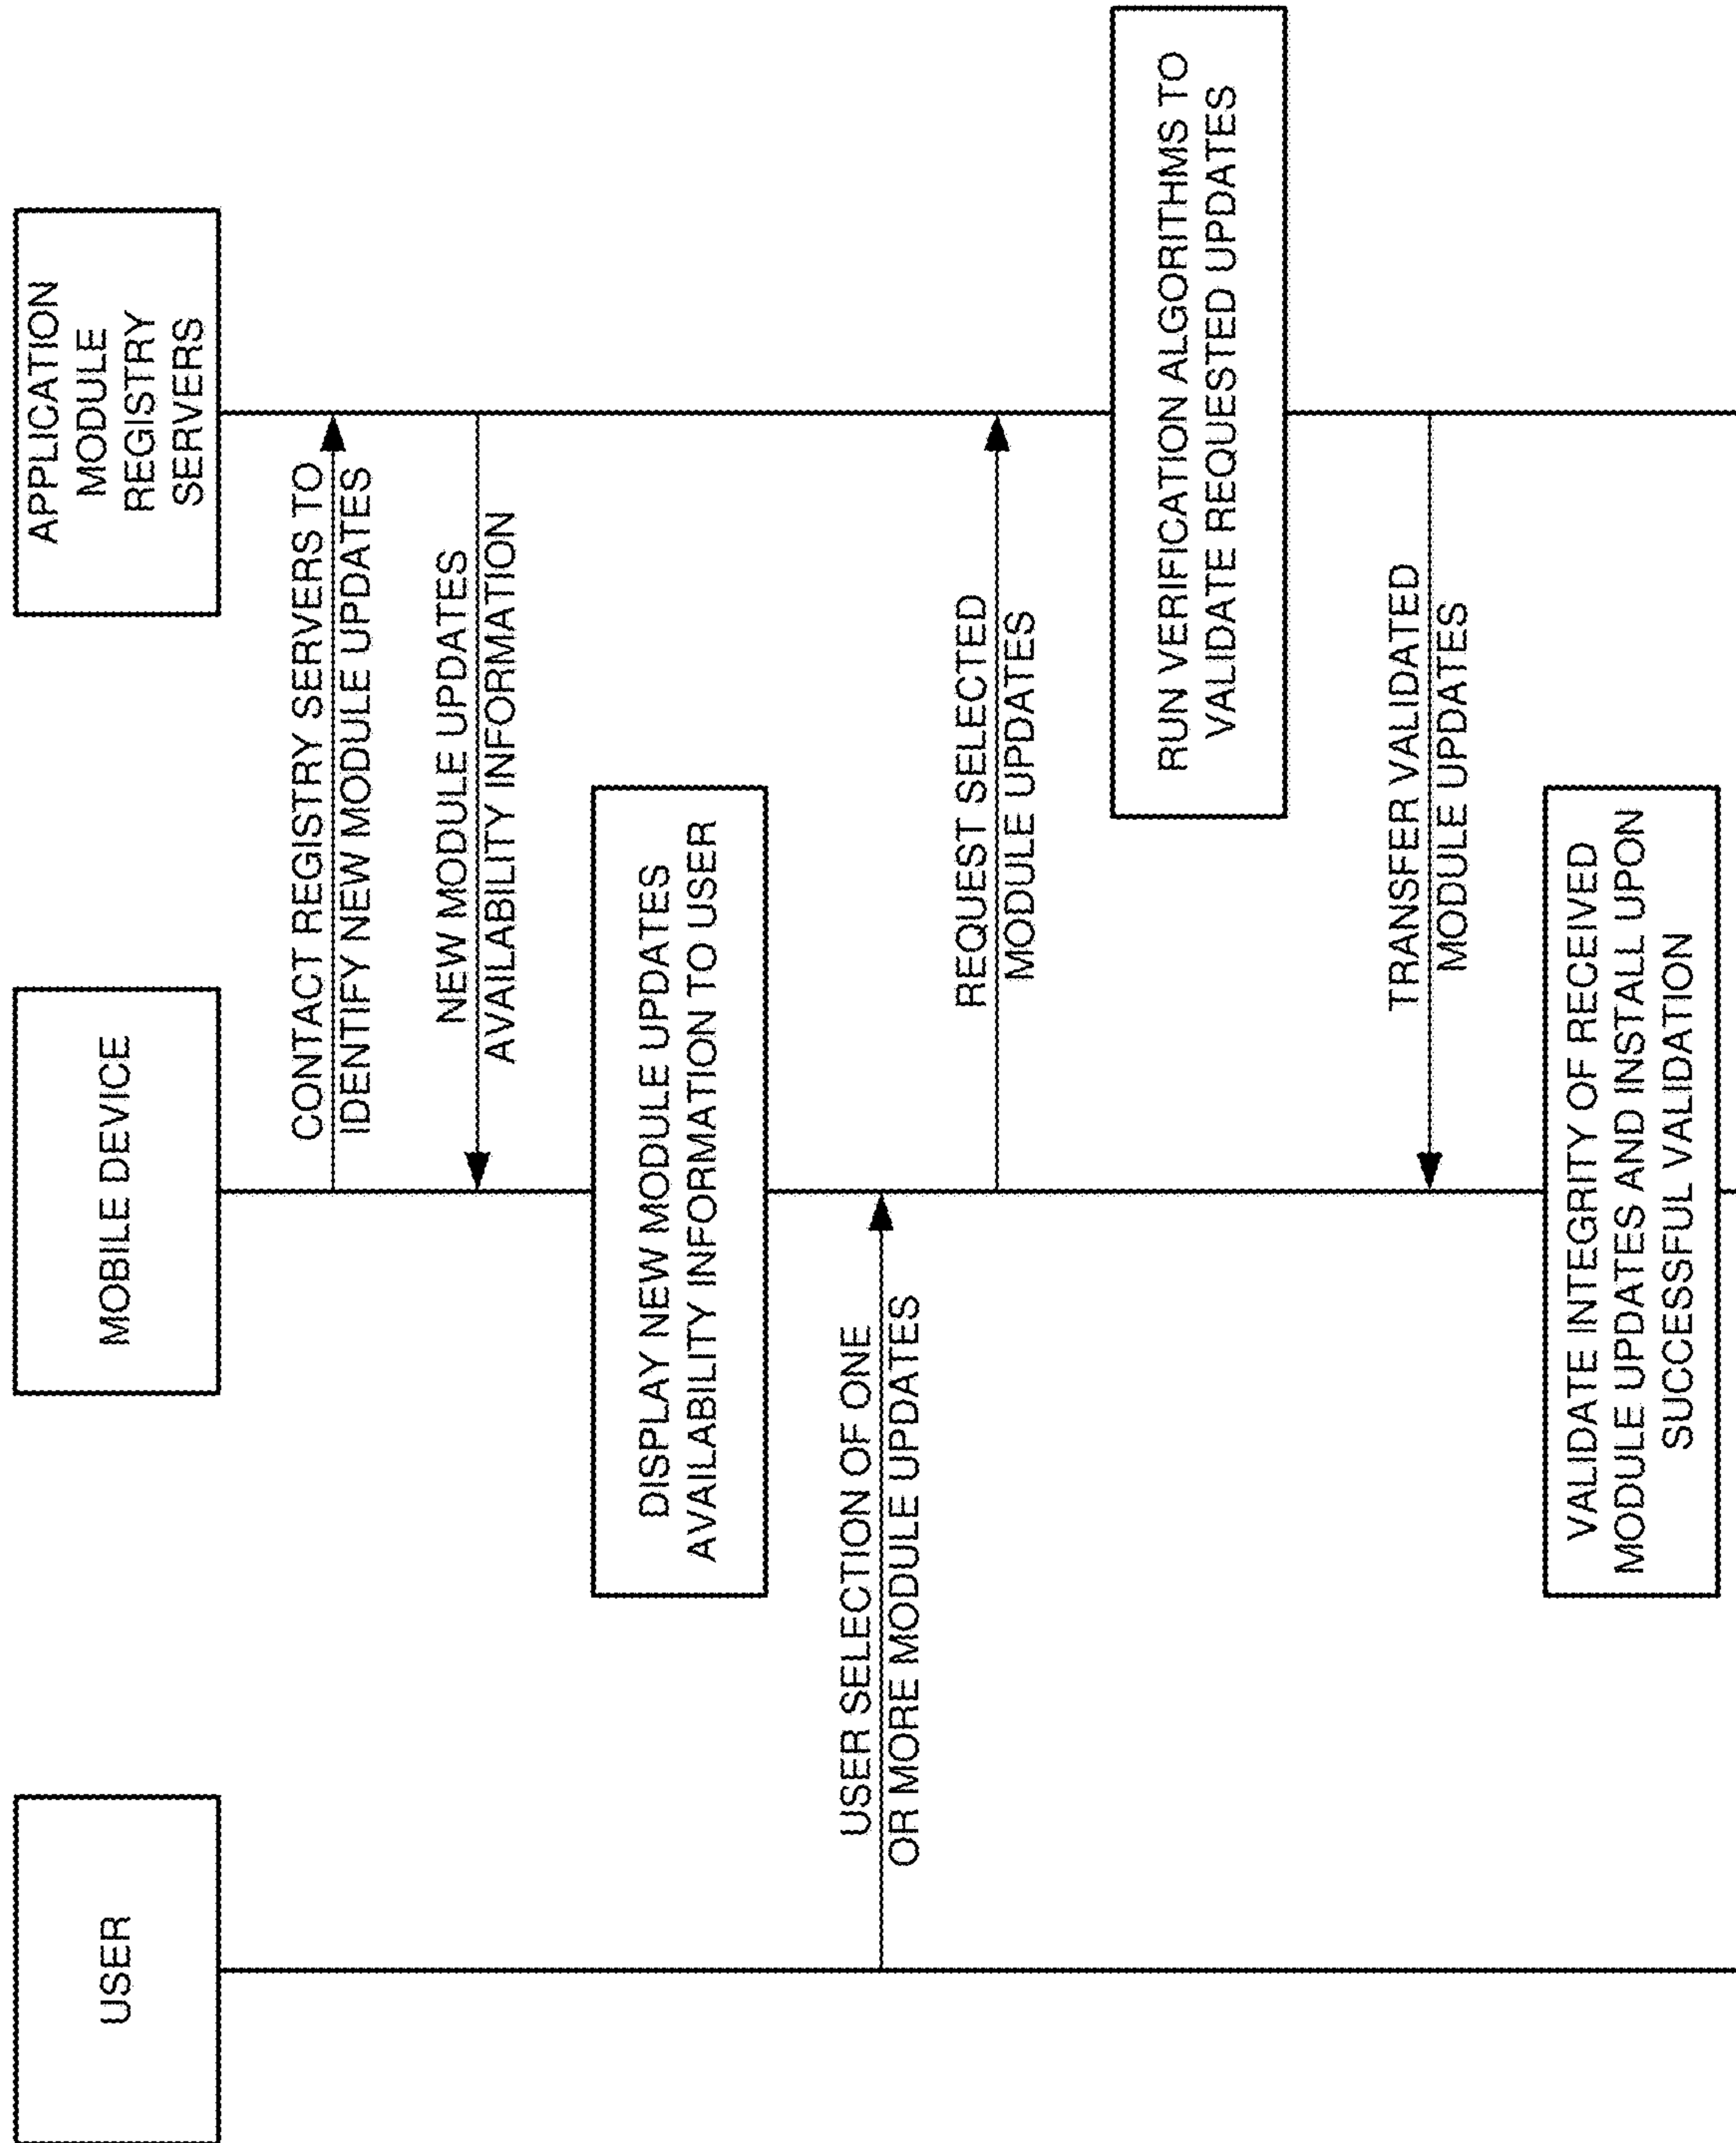 USER
MOBILE DEVICE
APPLICATION
MODULE
REGISTRY
SERVERS
CONTACT REGISTRY SERVERS TO
IDENTIFY NEW MODULE UPDATES
NEW MODULE UPDATES
AVAILABILITY INFORMATION
DISPLAY NEW MODULE UPDATES
AVAILABILITY INFORMATION TO USER
USER SELECTION OF ONE
OR MORE MODULE UPDATES
REQUEST SELECTED
MODULE UPDATES
RUN VERIFICATION ALGORITHMS TO
VALIDATE REQUESTED UPDATES
TRANSFER VALIDATED
MODULE UPDATES
VALIDATE INTEGRITY OF RECEIVED
MODULE UPDATES AND INSTALL UPON
SUCCESSFUL VALIDATION